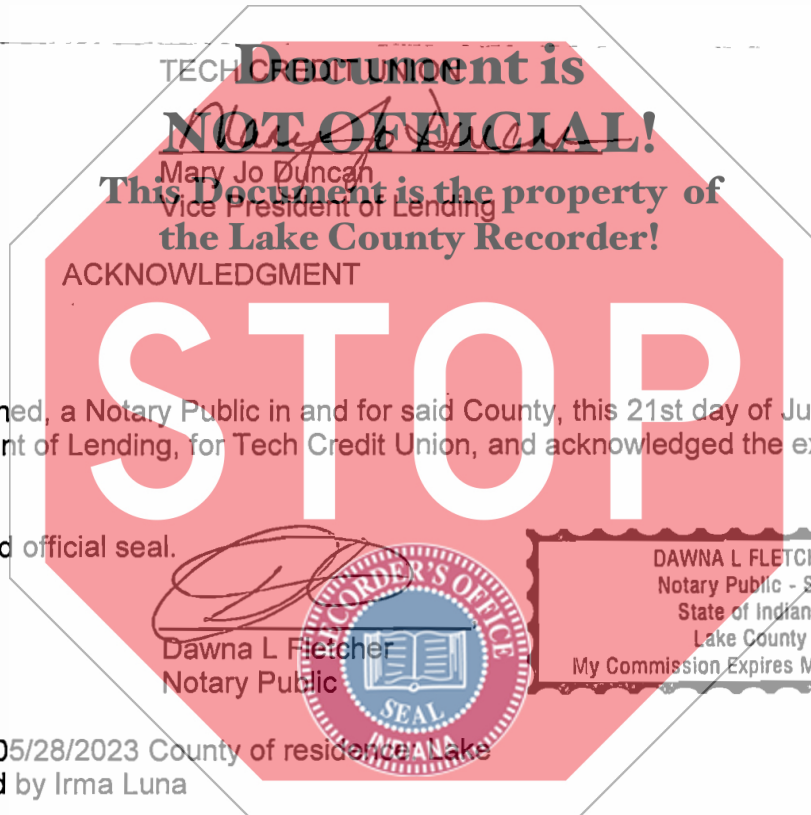 TECH CREDIT UNION
Document is
NOT OFFICIAL!
Mary Jo Duncan
Mary Jo Duncan
Vice President of Lending
This Document is the property of
the Lake County Recorder!
ACKNOWLEDGMENT
STOP
ned, a Notary Public in and for said County, this 21st day of Ju
nt of Lending, for Tech Credit Union, and acknowledged the ex
d official seal.
DAWNA L FLETCH
Notary Public - S
State of Indian
Lake County
My Commission Expires M
Dawna L Fletcher
Notary Public
RECORDER'S OFFICE
SEAL
INDIANA
05/28/2023 County of residence: Lake
d by Irma Luna